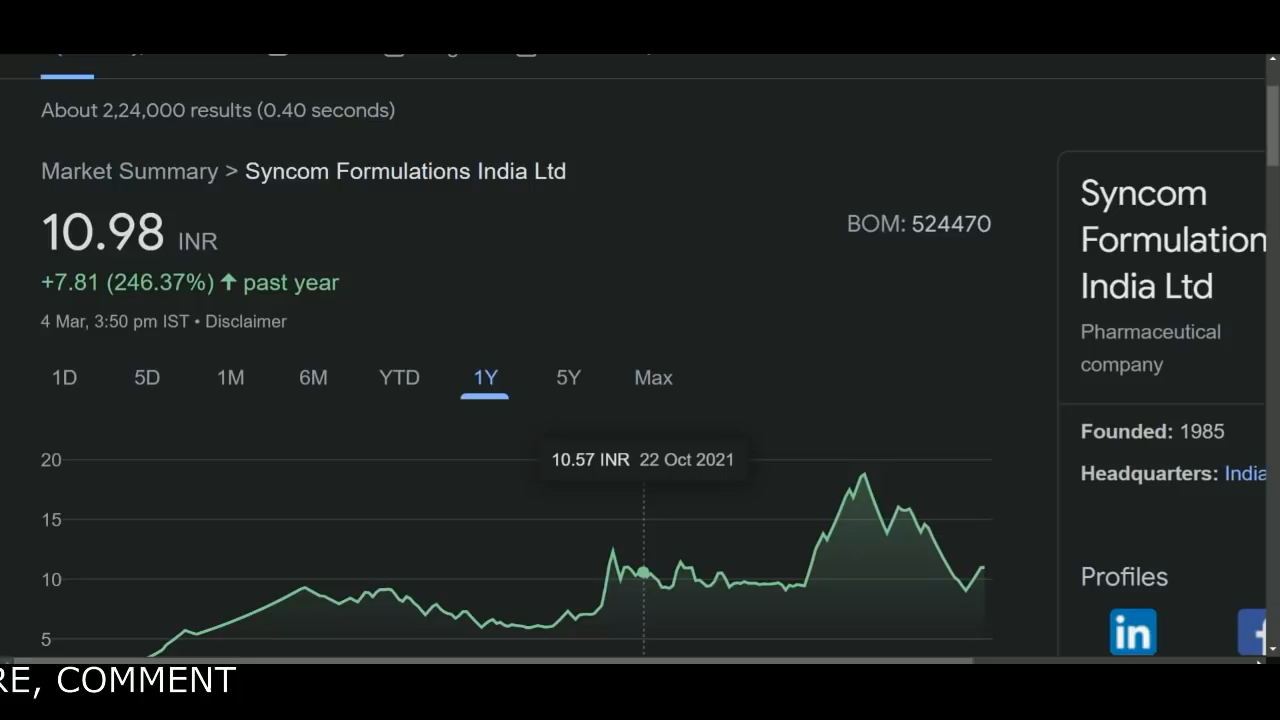 About 2,24,000 results (0.40 seconds)
Market Summary > Syncom Formulations India Ltd
10.98 INR
BOM: 524470
+7.81 (246.37%) ↑ past year
4 Mar, 3:50 pm IST • Disclaimer
1D 5D 1M 6M YTD 1Y 5Y Max
10.57 INR 22 Oct 2021
20
15
10
5
Syncom
Formulation
India Ltd
Pharmaceutical
company
Founded: 1985
Headquarters: India
Profiles
in
f
RE, COMMENT